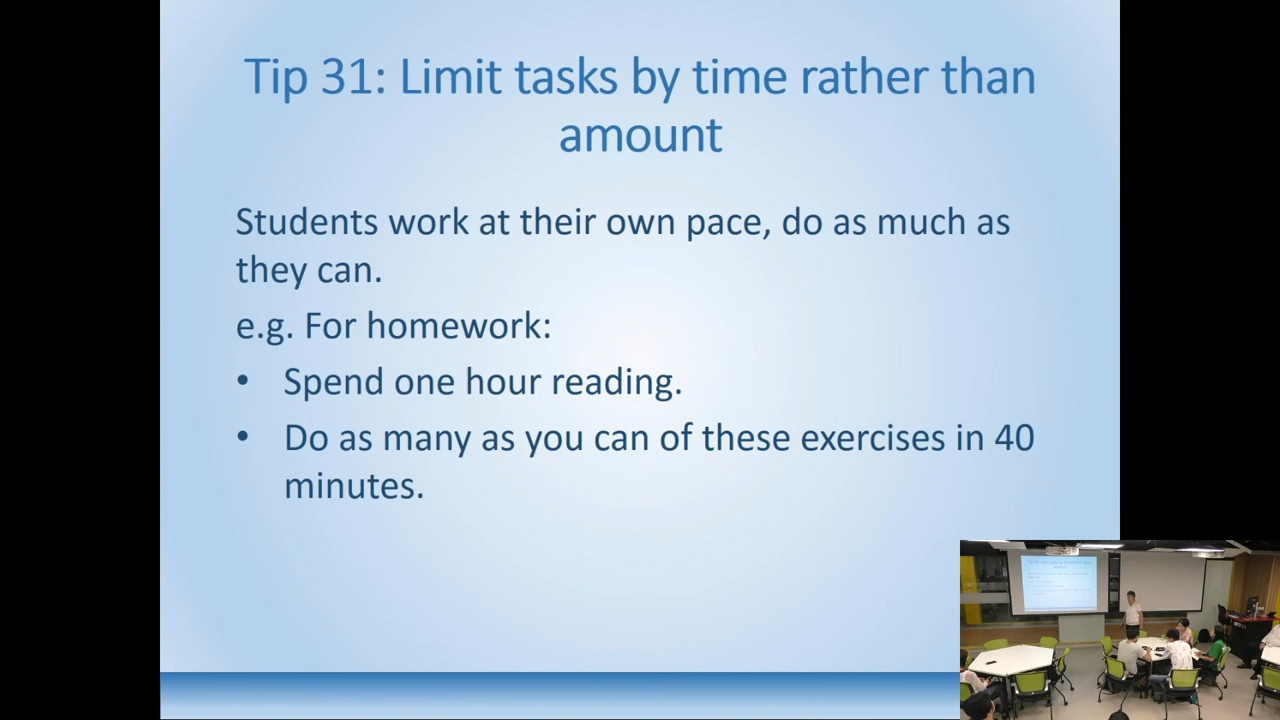 Tip 31: Limit tasks by time rather than
amount
Students work at their own pace, do as much as
they can.
e.g. For homework:
• Spend one hour reading.
• Do as many as you can of these exercises in 40
minutes.